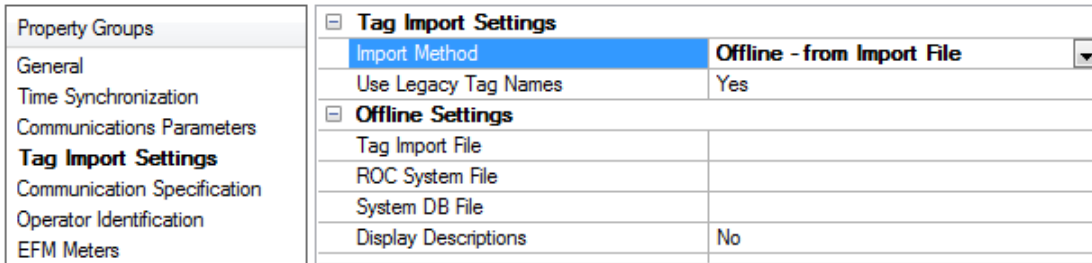 Property Groups
General
Time Synchronization
Communications Parameters
Tag Import Settings
Communication Specification
Operator Identification
EFM Meters
Tag Import Settings
Import Method Offline - from Import File
Use Legacy Tag Names Yes
Offline Settings
Tag Import File
ROC System File
System DB File
Display Descriptions No